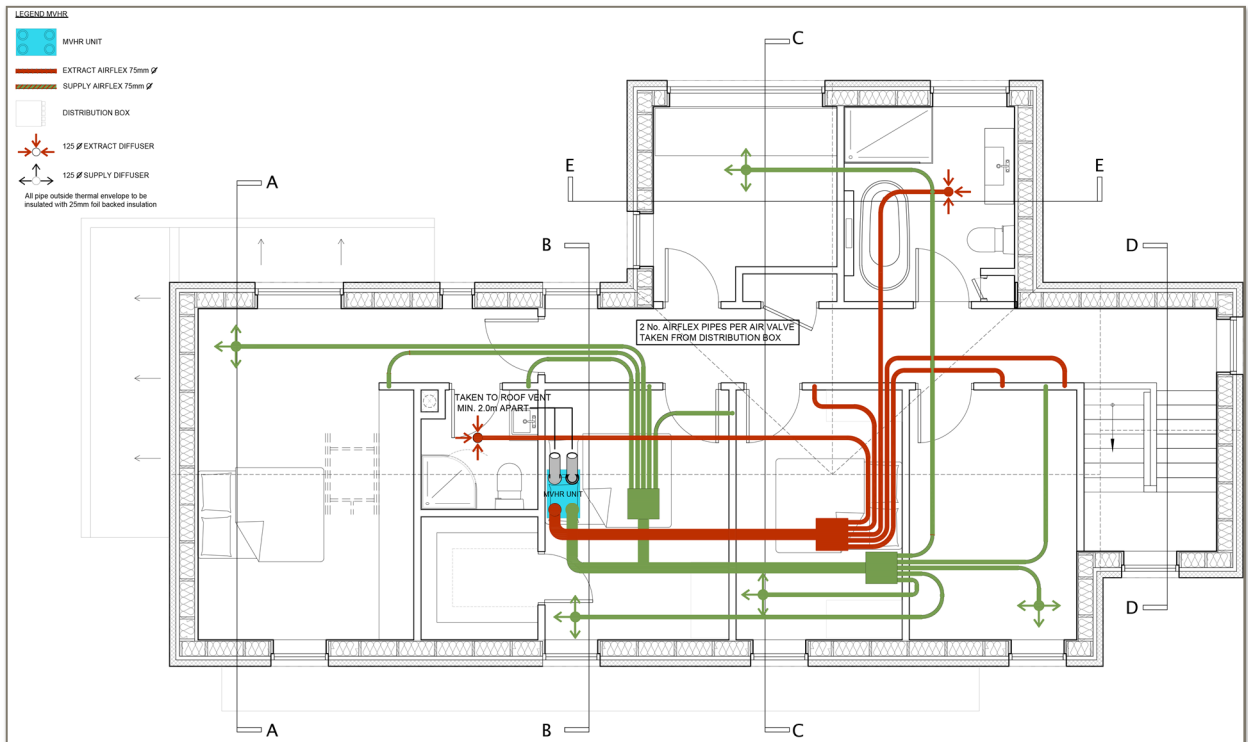 LEGEND MVHR
MVHR UNIT
EXTRACT AIRFLEX 75mm Ø
SUPPLY AIRFLEX 75mm Ø
DISTRIBUTION BOX
125 Ø EXTRACT DIFFUSER
125 Ø SUPPLY DIFFUSER
All pipe outside thermal envelope to be
insulated with 25mm foil backed insulation
C
A
E
E
B
D
2 No. AIRFLEX PIPES PER AIR VALVE
TAKEN FROM DISTRIBUTION BOX
TAKEN TO ROOF VENT
MIN. 2.0m APART
MVHR UNIT
D
A
B
C